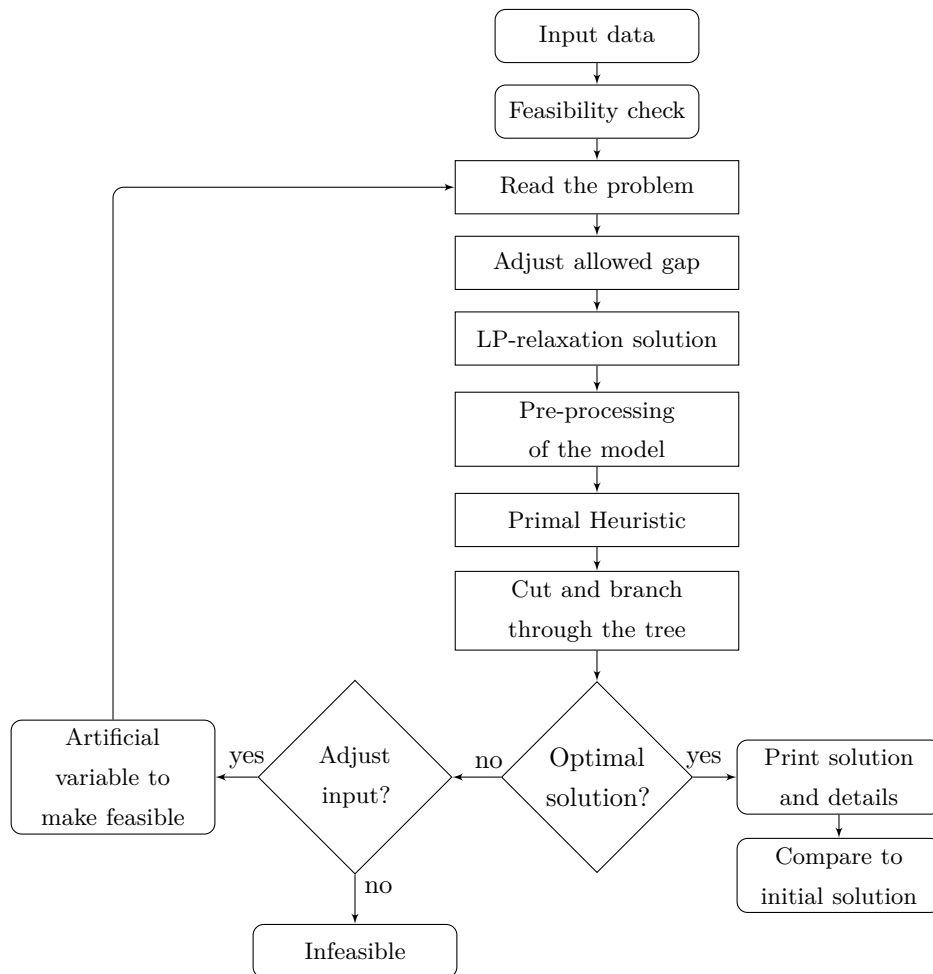 Input data
Feasibility check
Read the problem
Adjust allowed gap
LP-relaxation solution
Pre-processing
of the model
Primal Heuristic
Cut and branch
through the tree
Optimal
solution?
no
yes
Adjust
input?
yes
no
Artificial
variable to
make feasible
Print solution
and details
Compare to
initial solution
Infeasible